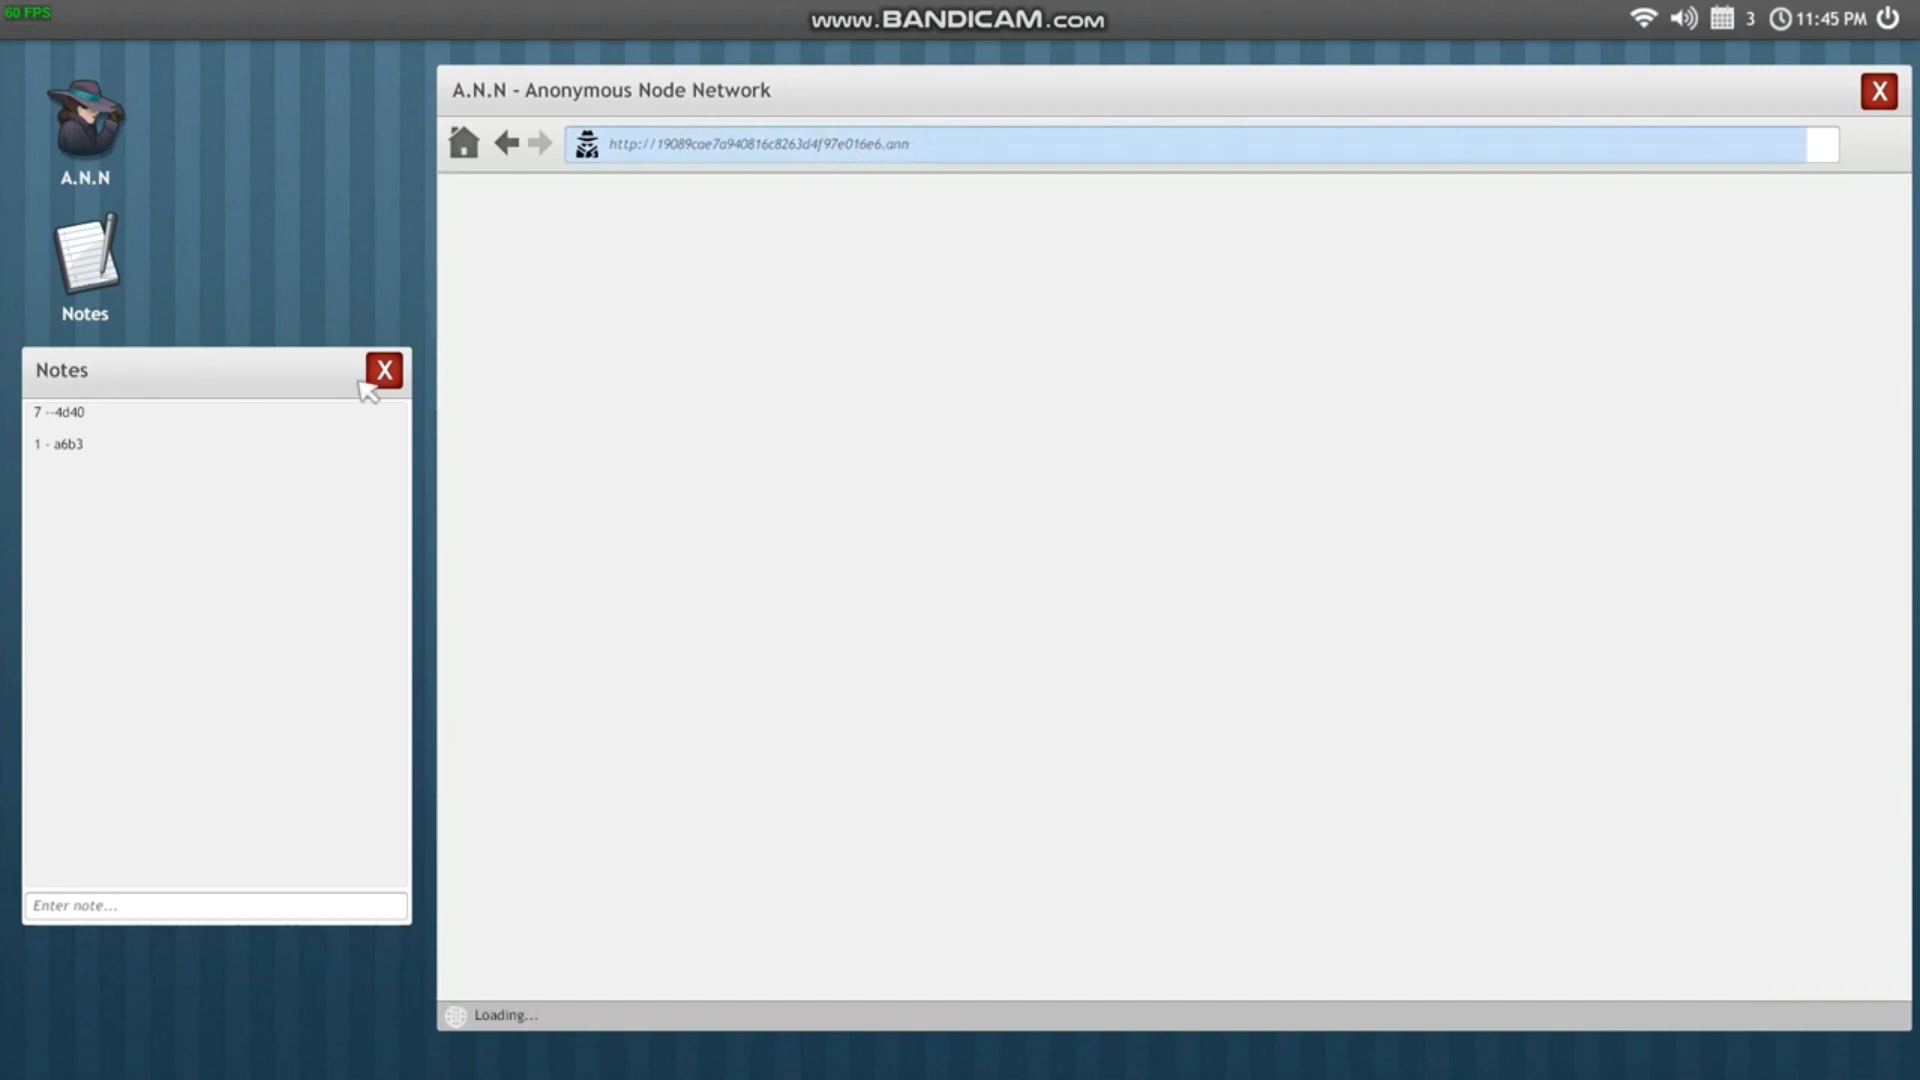 60 FPS
www.BANDICAM.com
3
11:45 PM
A.N.N
Notes
A.N.N - Anonymous Node Network
X
http://19089cae7a940816c8263d4f97e016e6.ann
Notes
X
7 --4d40
1 - a6b3
Enter note...
Loading...